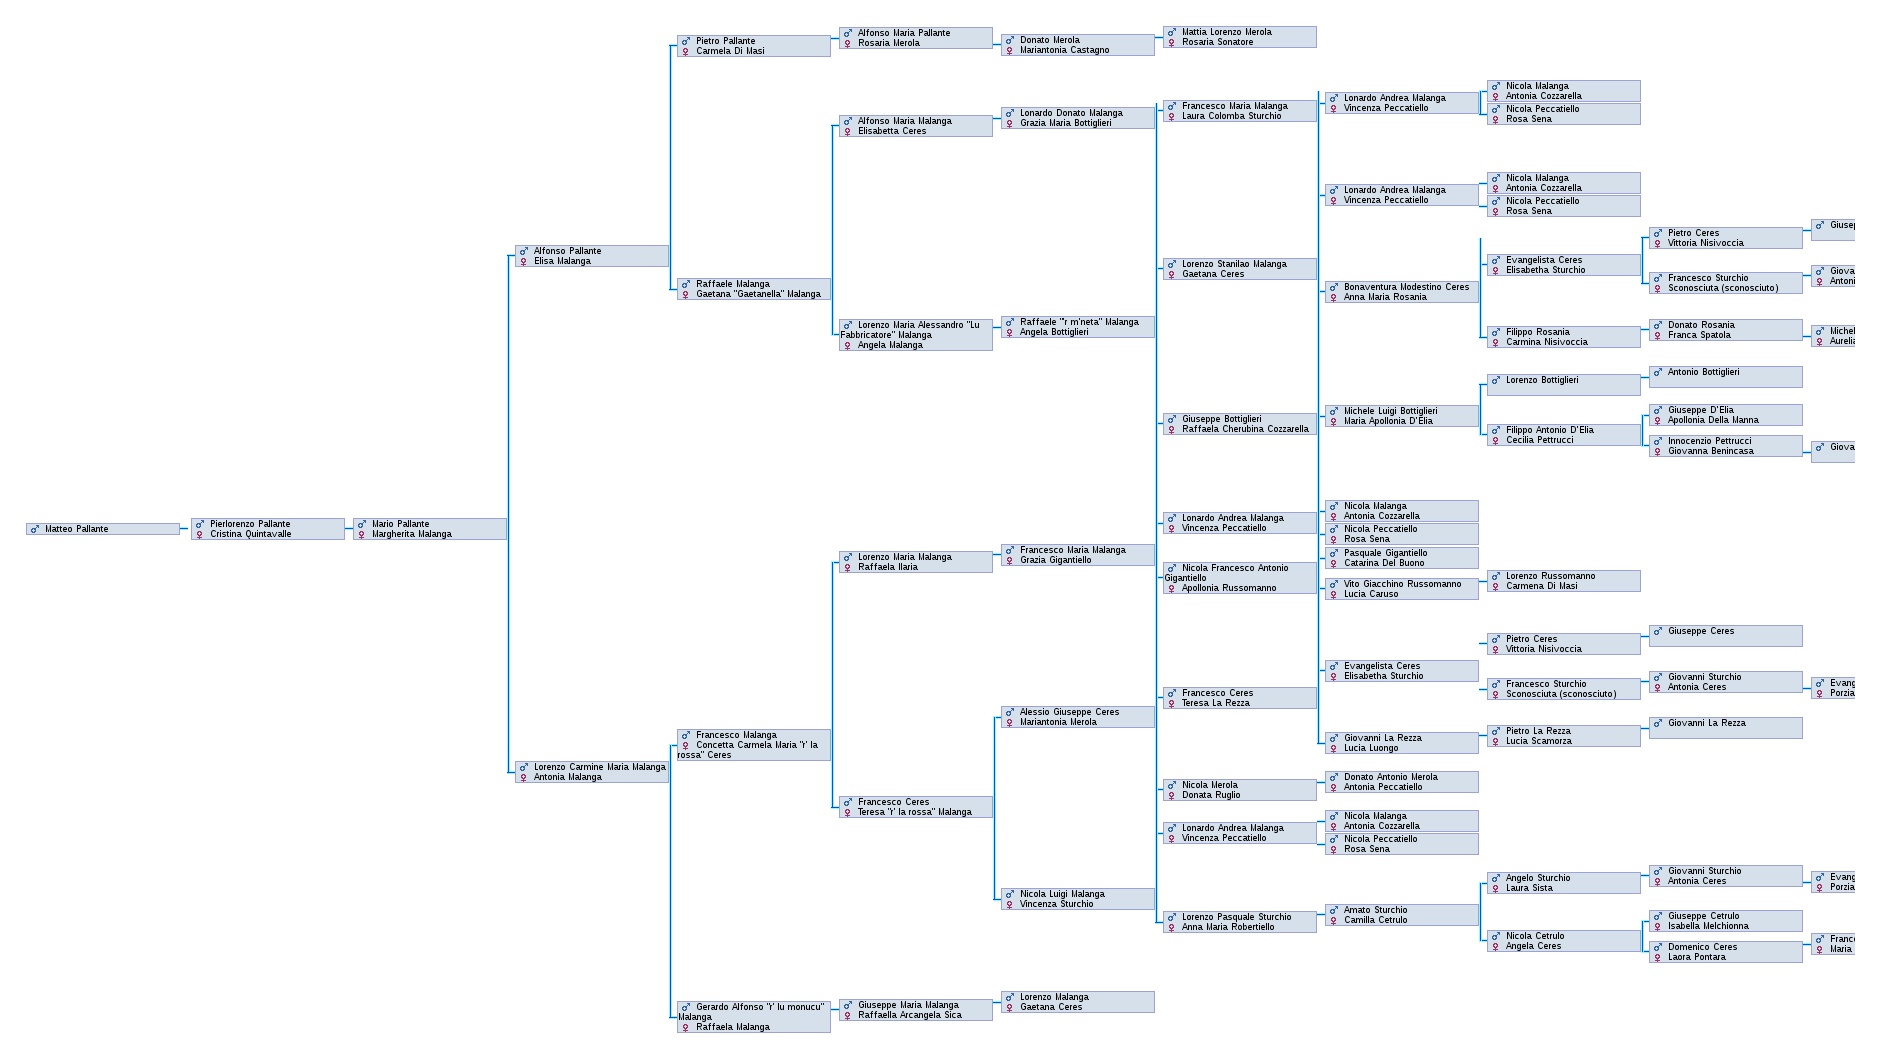 Matteo Pallante
Pierlorenzo Pallante
Cristina Quintavalle
Mario Pallante
Margherita Malanga
Alfonso Pallante
Elisa Malanga
Lorenzo Carmine Maria Malanga
Antonia Malanga
Pietro Pallante
Carmela Di Masi
Raffaele Malanga
Gaetana "Gaetanella" Malanga
Francesco Malanga
Concetta Carmela Maria "r' la
rossa" Ceres
Gerardo Alfonso "r' lu monucu"
Malanga
Raffaela Malanga
Alfonso Maria Pallante
Rosaria Merola
Alfonso Maria Malanga
Elisabetta Ceres
Lorenzo Maria Alessandro "Lu
Fabbricatore" Malanga
Angela Malanga
Lorenzo Maria Malanga
Raffaela Ilaria
Francesco Ceres
Teresa "r' la rossa" Malanga
Giuseppe Maria Malanga
Raffaella Arcangela Sica
Donato Merola
Mariantonia Castagno
Lonardo Donato Malanga
Grazia Maria Bottiglieri
Raffaele "'r m'neta" Malanga
Angela Bottiglieri
Francesco Maria Malanga
Grazia Gigantiello
Alessio Giuseppe Ceres
Mariantonia Merola
Nicola Luigi Malanga
Vincenza Sturchio
Lorenzo Malanga
Gaetana Ceres
Mattia Lorenzo Merola
Rosaria Sonatore
Francesco Maria Malanga
Laura Colomba Sturchio
Lorenzo Stanilao Malanga
Gaetana Ceres
Giuseppe Bottiglieri
Raffaela Cherubina Cozzarella
Lonardo Andrea Malanga
Vincenza Peccatiello
Nicola Francesco Antonio
Gigantiello
Apollonia Russomanno
Francesco Ceres
Teresa La Rezza
Nicola Merola
Donata Ruglio
Lonardo Andrea Malanga
Vincenza Peccatiello
Lorenzo Pasquale Sturchio
Anna Maria Robertiello
Lonardo Andrea Malanga
Vincenza Peccatiello
Lonardo Andrea Malanga
Vincenza Peccatiello
Bonaventura Modestino Ceres
Anna Maria Rosania
Michele Luigi Bottiglieri
Maria Apollonia D'Elia
Nicola Malanga
Antonia Cozzarella
Nicola Peccatiello
Rosa Sena
Pasquale Gigantiello
Catarina Del Buono
Vito Giacchino Russomanno
Lucia Caruso
Evangelista Ceres
Elisabetha Sturchio
Giovanni La Rezza
Lucia Luongo
Donato Antonio Merola
Antonia Peccatiello
Nicola Malanga
Antonia Cozzarella
Nicola Peccatiello
Rosa Sena
Amato Sturchio
Camilla Cetrulo
Nicola Malanga
Antonia Cozzarella
Nicola Peccatiello
Rosa Sena
Nicola Malanga
Antonia Cozzarella
Nicola Peccatiello
Rosa Sena
Evangelista Ceres
Elisabetha Sturchio
Filippo Rosania
Carmina Nisivoccia
Lorenzo Bottiglieri
Filippo Antonio D'Elia
Cecilia Pettrucci
Lorenzo Russomanno
Carmena Di Masi
Pietro Ceres
Vittoria Nisivoccia
Francesco Sturchio
Sconosciuta (sconosciuto)
Pietro La Rezza
Lucia Scamorza
Angelo Sturchio
Laura Sista
Nicola Cetrulo
Angela Ceres
Pietro Ceres
Vittoria Nisivoccia
Francesco Sturchio
Sconosciuta (sconosciuto)
Donato Rosania
Franca Spatola
Antonio Bottiglieri
Giuseppe D'Elia
Apollonia Della Manna
Innocenzio Pettrucci
Giovanna Benincasa
Giuseppe Ceres
Giovanni Sturchio
Antonia Ceres
Giovanni La Rezza
Giovanni Sturchio
Antonia Ceres
Giuseppe Cetrulo
Isabella Melchionna
Domenico Ceres
Laora Pontara
Giova
Antoni
Michel
Aurelia
Giova
Evang
Porzia
Evang
Porzia
Maria